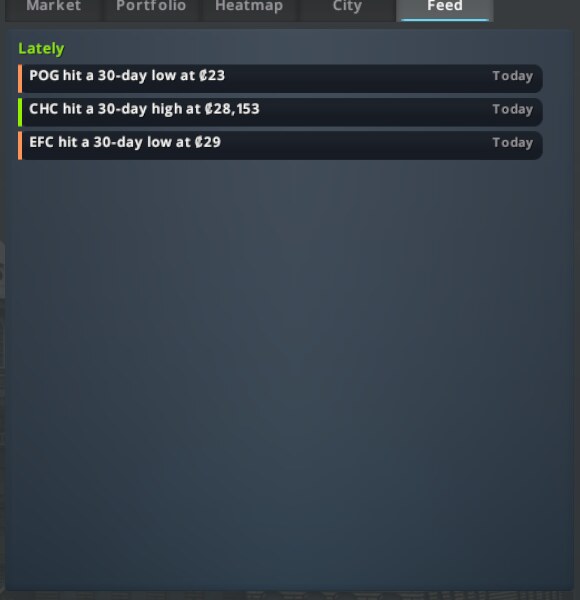 Market Portfolio Heatmap City Feed
Lately
POG hit a 30-day low at ₡23 Today
CHC hit a 30-day high at ₡28,153 Today
EFC hit a 30-day low at ₡29 Today